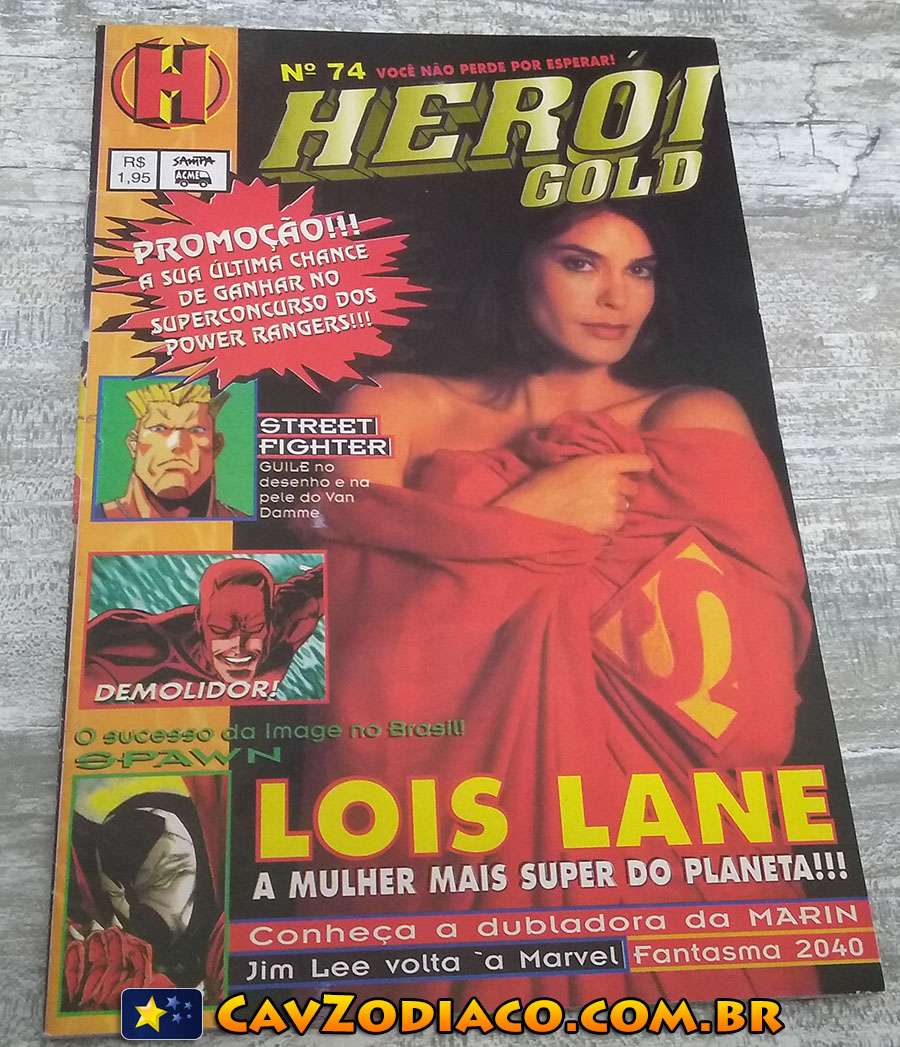 H
Nº 74 VOCÊ NÃO PERDE POR ESPERAR!
HERÓI
GOLD
R$
1,95
SAMPA
ACME
PROMOÇÃO!!!
A SUA ÚLTIMA CHANCE
DE GANHAR NO
SUPERCONCURSO DOS
POWER RANGERS!!!
STREET
FIGHTER
GUILE no
desenho e na
pele do Van
Damme
DEMOLIDOR!
O sucesso da Image no Brasil!
SPAWN
S
LOIS LANE
A MULHER MAIS SUPER DO PLANETA!!!
Conheça a dubladora da MARIN
Jim Lee volta `a Marvel
Fantasma 2040
CavZodiaco.com.br